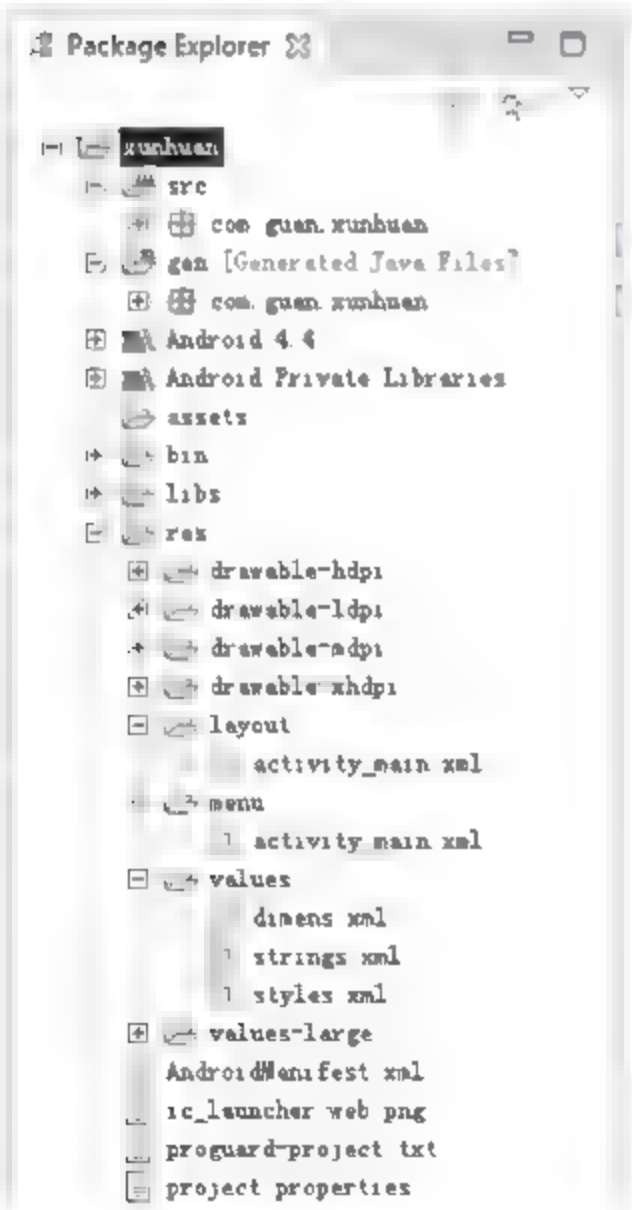 Package Explorer
xunhuan
src
com guan.xunhuan
gen [Generated Java Files]
com. guan. xunhuan
Android 4.4
Android Private Libraries
assets
bin
libs
res
drawable-hdpi
drawable-ldpi
drawable-mdpi
drawable-xhdpi
layout
activity_main xml
menu
activity_main xml
values
dimens xml
strings xml
styles xml
values-large
AndroidManifest xml
ic_launcher web png
proguard-project txt
project properties